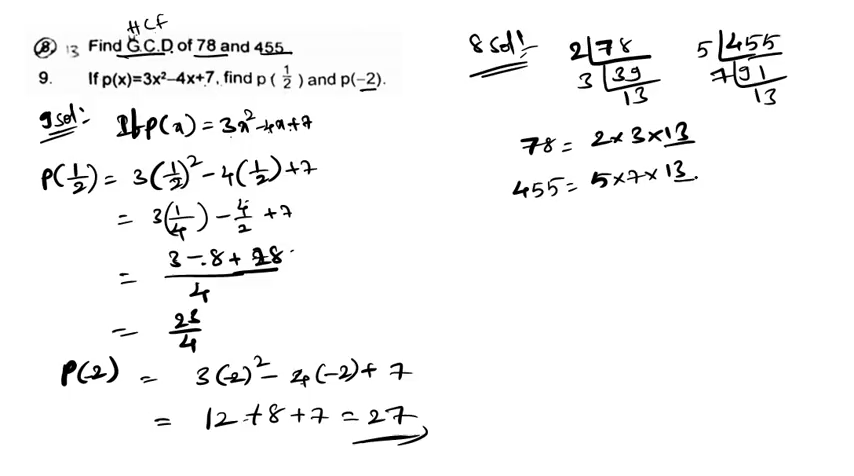 HCF
8. 13 Find G.C.D. of 78 and 455
9. If p(x)=3x²−4x+7, find p ( 1/2 ) and p(−2).
9 sol:- If P(x) = 3x² - 4x + 7
P(1/2) = 3(1/2)² - 4(1/2) + 7
= 3(1/4) - 4/2 + 7
= 3 - 8 + 28 / 4
= 23/4
P(-2) = 3(-2)² - 4(-2) + 7
= 12 + 8 + 7 = 27
8 sol:-
2 | 78
3 | 39
13
5 | 455
7 | 91
13
78 = 2 × 3 × 13
455 = 5 × 7 × 13.